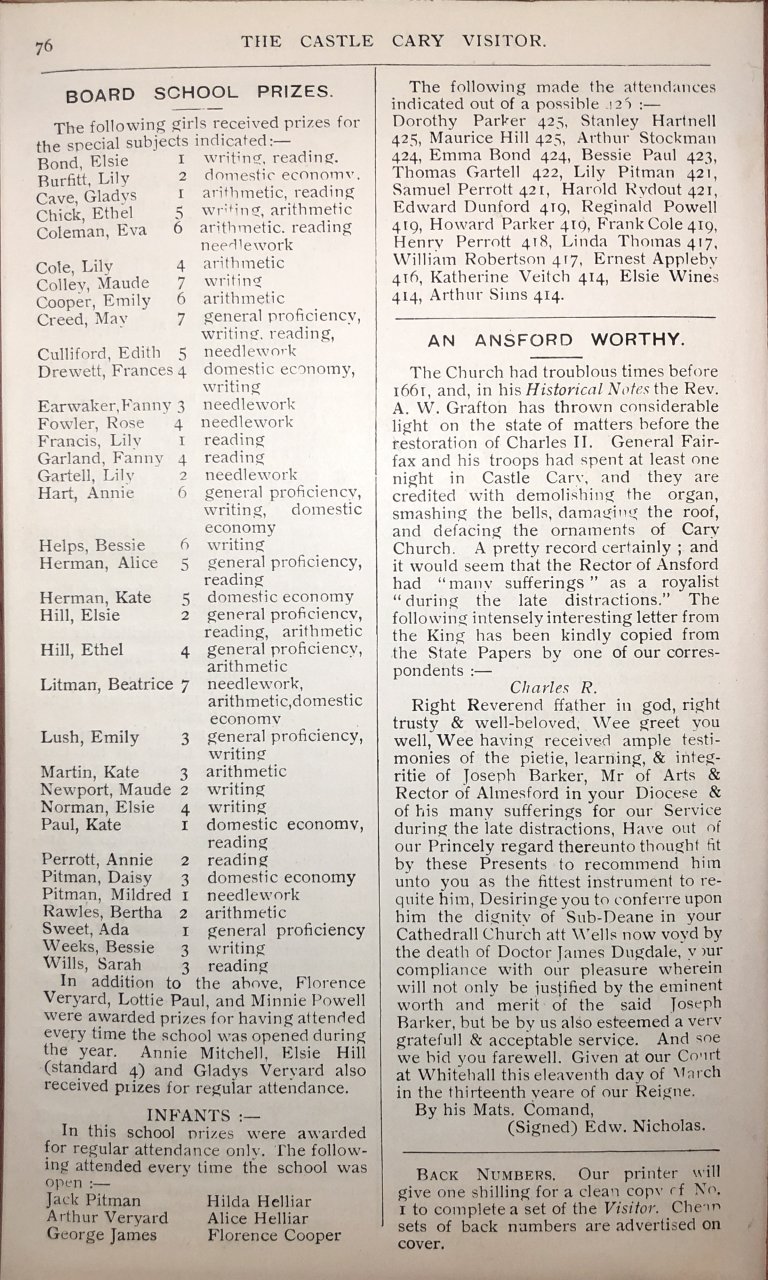 76
THE CASTLE CARY VISITOR.
BOARD SCHOOL PRIZES.
The following girls received prizes for
the special subjects indicated:—
Bond, Elsie 1 writing, reading.
Burfitt, Lily 2 domestic economy.
Cave, Gladys 1 arithmetic, reading
Chick, Ethel 5 writing, arithmetic
Coleman, Eva 6 arithmetic. reading
needlework
Cole, Lily 4 arithmetic
Colley, Maude 7 writing
Cooper, Emily 6 arithmetic
Creed, May 7 general proficiency,
writing. reading,
Culliford, Edith 5 needlework
Drewett, Frances 4 domestic economy,
writing
Earwaker,Fanny 3 needlework
Fowler, Rose 4 needlework
Francis, Lily 1 reading
Garland, Fanny 4 reading
Gartell, Lily 2 needlework
Hart, Annie 6 general proficiency,
writing, domestic
economy
Helps, Bessie 6 writing
Herman, Alice 5 general proficiency,
reading
Herman, Kate 5 domestic economy
Hill, Elsie 2 general proficiency,
reading, arithmetic
Hill, Ethel 4 general proficiency,
arithmetic
Litman, Beatrice 7 needlework,
arithmetic,domestic
economy
Lush, Emily 3 general proficiency,
writing
Martin, Kate 3 arithmetic
Newport, Maude 2 writing
Norman, Elsie 4 writing
Paul, Kate 1 domestic economy,
reading
Perrott, Annie 2 reading
Pitman, Daisy 3 domestic economy
Pitman, Mildred 1 needlework
Rawles, Bertha 2 arithmetic
Sweet, Ada 1 general proficiency
Weeks, Bessie 3 writing
Wills, Sarah 3 reading
In addition to the above, Florence
Veryard, Lottie Paul, and Minnie Powell
were awarded prizes for having attended
every time the school was opened during
the year. Annie Mitchell, Elsie Hill
(standard 4) and Gladys Veryard also
received prizes for regular attendance.
INFANTS :—
In this school prizes were awarded
for regular attendance only. The follow-
ing attended every time the school was
open :—
Jack Pitman Hilda Helliar
Arthur Veryard Alice Helliar
George James Florence Cooper
The following made the attendances
indicated out of a possible :—
Dorothy Parker 425, Stanley Hartnell
425, Maurice Hill 425, Arthur Stockman
424, Emma Bond 424, Bessie Paul 423,
Thomas Gartell 422, Lily Pitman 421,
Samuel Perrott 421, Harold Rydout 421,
Edward Dunford 419, Reginald Powell
419, Howard Parker 419, Frank Cole 419,
Henry Perrott 418, Linda Thomas 417,
William Robertson 417, Ernest Appleby
416, Katherine Veitch 414, Elsie Wines
414, Arthur Sims 414.
AN ANSFORD WORTHY.
The Church had troublous times before
1661, and, in his Historical Notes the Rev.
A. W. Grafton has thrown considerable
light on the state of matters before the
restoration of Charles II. General Fair-
fax and his troops had spent at least one
night in Castle Cary, and they are
credited with demolishing the organ,
smashing the bells, damaging the roof,
and defacing the ornaments of Cary
Church. A pretty record certainly ; and
it would seem that the Rector of Ansford
had "many sufferings" as a royalist
"during the late distractions." The
following intensely interesting letter from
the King has been kindly copied from
the State Papers by one of our corres-
pondents :—
Charles R.
Right Reverend ffather in god, right
trusty & well-beloved, Wee greet you
well, Wee having received ample testi-
monies of the pietie, learning, & integ-
ritie of Joseph Barker, Mr of Arts &
Rector of Almesford in your Diocese &
of his many sufferings for our Service
during the late distractions, Have out of
our Princely regard thereunto thought fit
by these Presents to recommend him
unto you as the fittest instrument to re-
quite him, Desiringe you to conferre upon
him the dignity of Sub-Deane in your
Cathedrall Church att Wells now voyd by
the death of Doctor James Dugdale, your
compliance with our pleasure wherein
will not only be justified by the eminent
worth and merit of the said Joseph
Barker, but be by us also esteemed a very
gratefull & acceptable service. And soe
we bid you farewell. Given at our Court
at Whitehall this eleaventh day of March
in the thirteenth yeare of our Reigne.
By his Mats. Comand,
(Signed) Edw. Nicholas.
BACK NUMBERS. Our printer will
give one shilling for a clean copy of No.
1 to complete a set of the Visitor. Cheap
sets of back numbers are advertised on
cover.